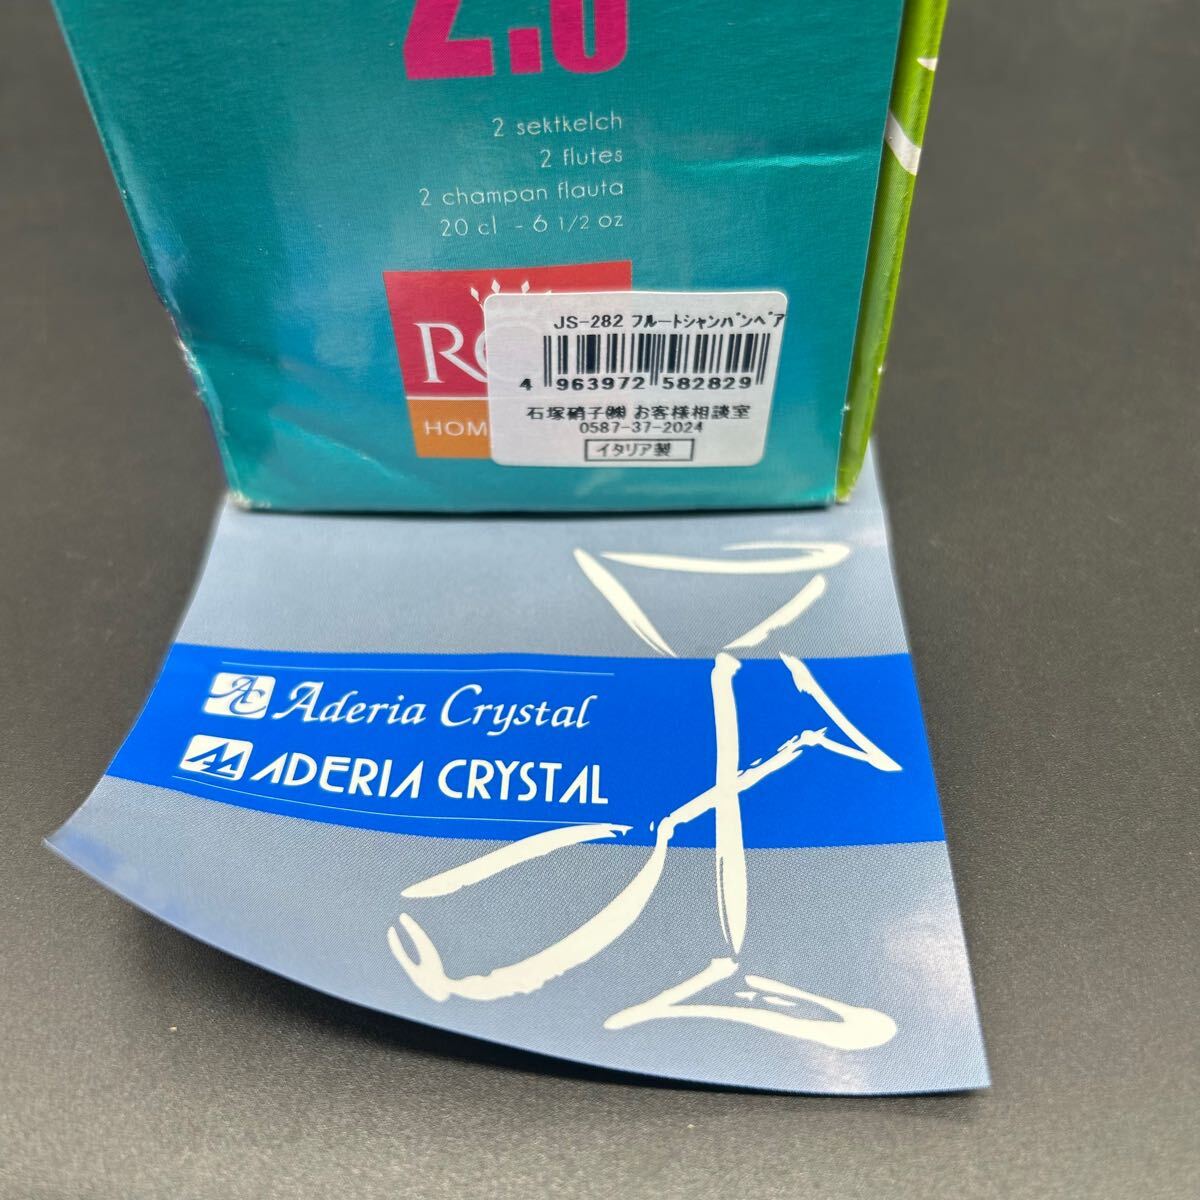 2.0
2 sektkelch
2 flutes
2 champan flauta
20 cl - 6 1/2 oz
HOM
JS-282 フルートシャンパンペア
4 963972 582829
石塚硝子㈱ お客様相談室
0587-37-2024
イタリア製
AC Aderia Crystal
ADERIA CRYSTAL